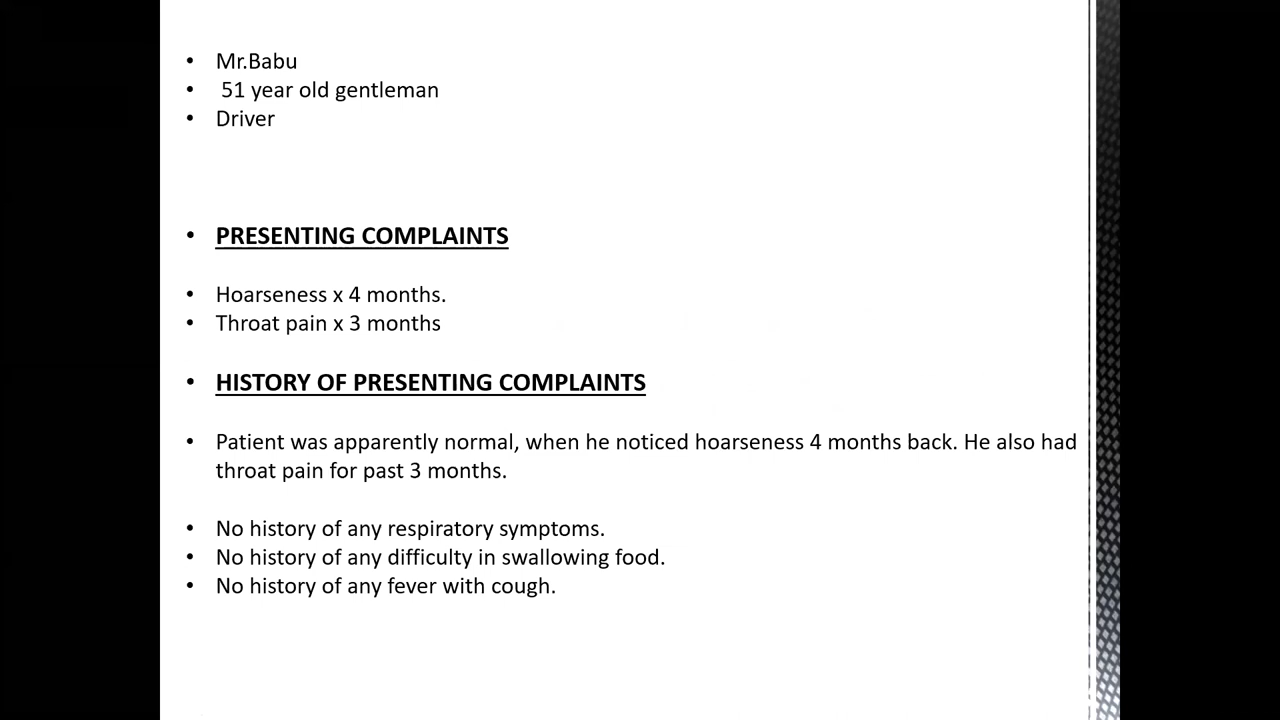 • Mr.Babu
• 51 year old gentleman
• Driver
• PRESENTING COMPLAINTS
• Hoarseness x 4 months.
• Throat pain x 3 months
• HISTORY OF PRESENTING COMPLAINTS
• Patient was apparently normal, when he noticed hoarseness 4 months back. He also had
throat pain for past 3 months.
• No history of any respiratory symptoms.
• No history of any difficulty in swallowing food.
• No history of any fever with cough.